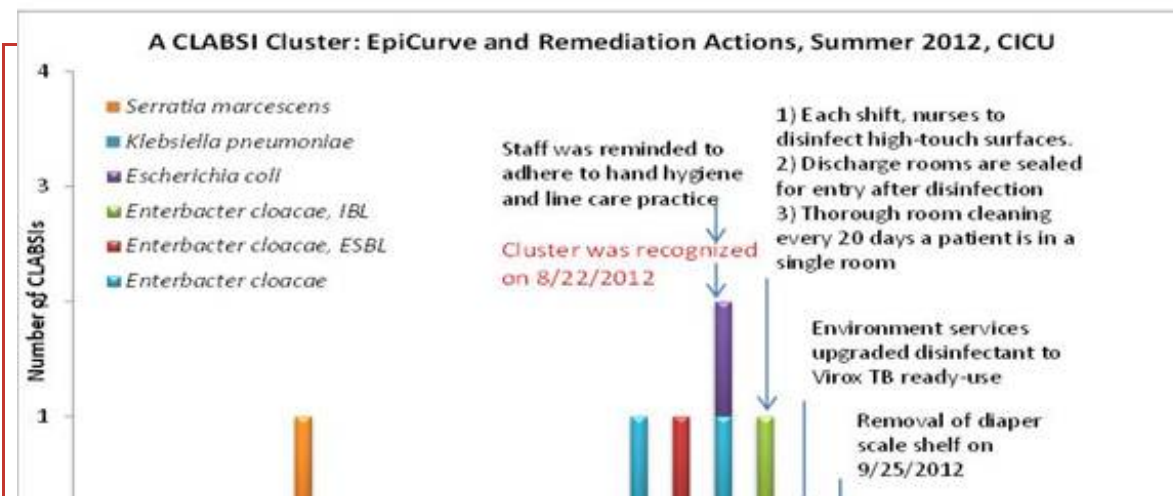 A CLABSI Cluster: EpiCurve and Remediation Actions, Summer 2012, CICU
4
3
2
1
Number of CLABSIs
Serratia marcescens
Klebsiella pneumoniae
Escherichia coli
Enterbacter cloacae, IBL
Enterbacter cloacae, ESBL
Enterbacter cloacae
Staff was reminded to
adhere to hand hygiene
and line care practice
Cluster was recognized
on 8/22/2012
1) Each shift, nurses to
disinfect high-touch surfaces.
2) Discharge rooms are sealed
for entry after disinfection
3) Thorough room cleaning
every 20 days a patient is in a
single room
Environment services
upgraded disinfectant to
Virox TB ready-use
Removal of diaper
scale shelf on
9/25/2012